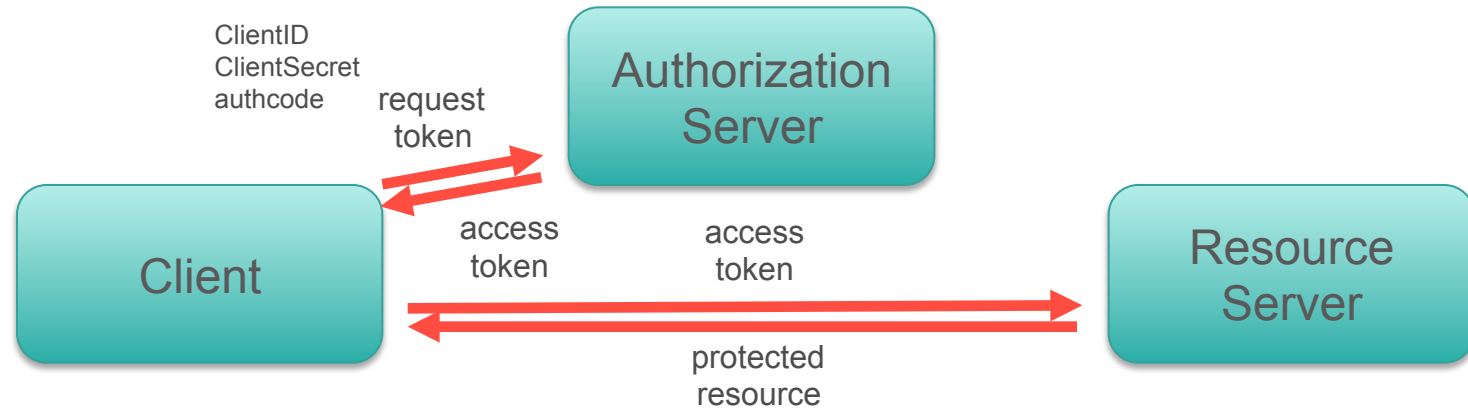 ClientID
ClientSecret
authcode
request
token
Authorization
Server
Client
access
token
access
token
Resource
Server
protected
resource